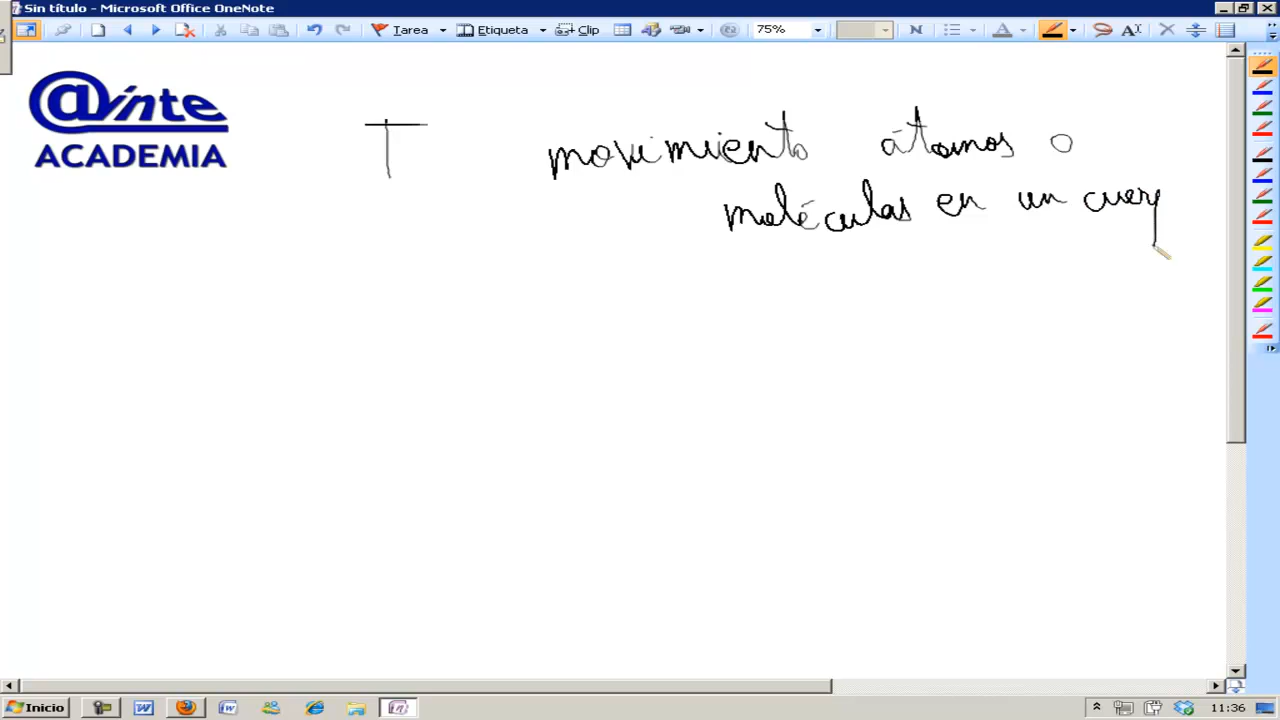 Sin título - Microsoft Office OneNote
Tarea Etiqueta Clip 75% N A
@inte
ACADEMIA
T movimiento átomos o
moléculas en un cuerp
Inicio 11:36